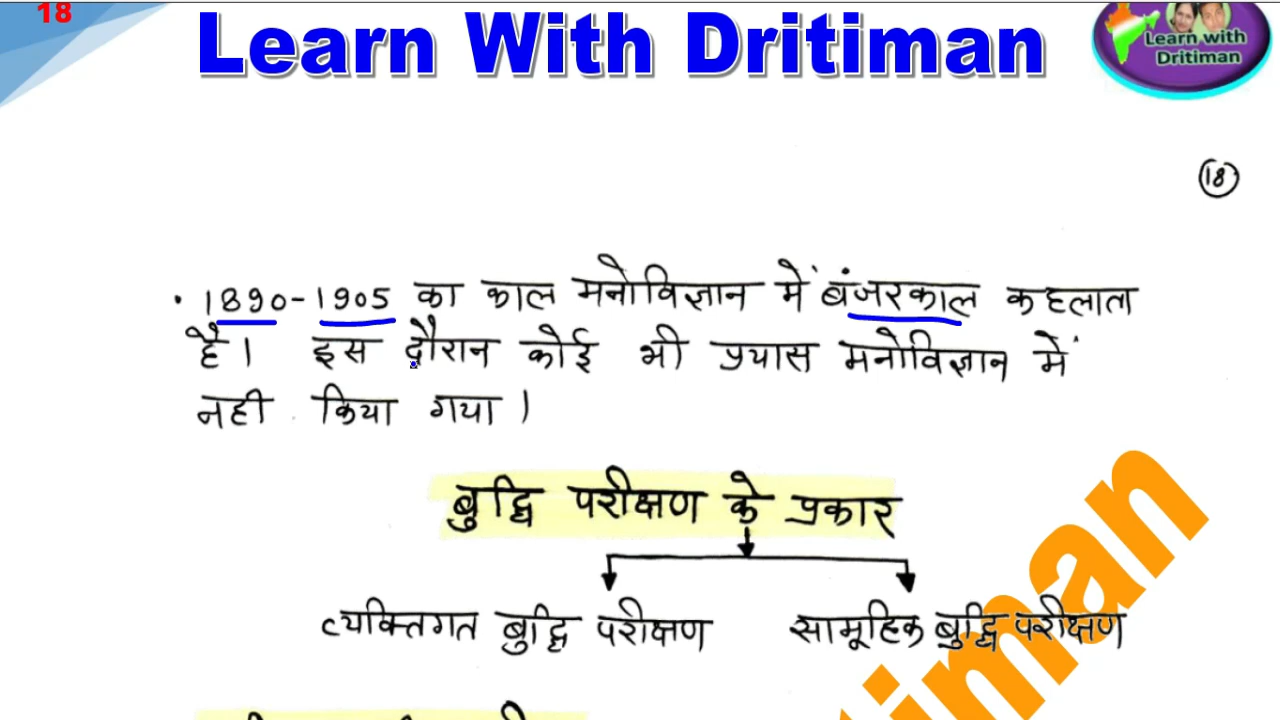 18
Learn With Dritiman
Learn with
Dritiman
18
• 1890-1905 का काल मनोविज्ञान में बंजरकाल कहलाता
है। इस दौरान कोई भी प्रयास मनोविज्ञान में
नही किया गया।
बुद्धि परीक्षण के प्रकार
व्यक्तिगत बुद्धि परीक्षण सामूहिक बुद्धि परीक्षण